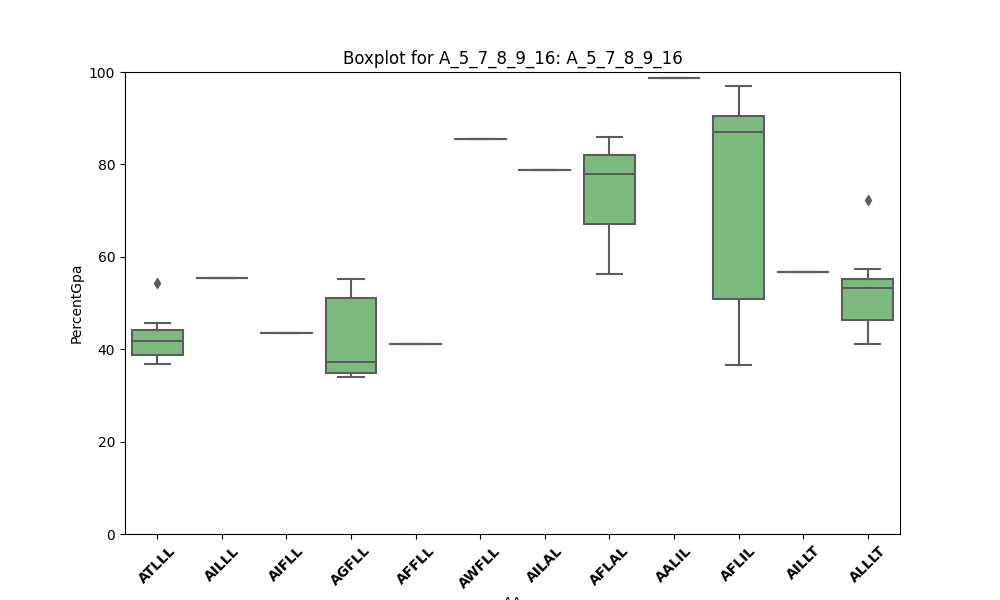 Boxplot for A_5_7_8_9_16: A_5_7_8_9_16
100
80
60
40
20
0
PercentGpa
ATLLL
AILLL
AIFLL
AGFLL
AFFLL
AWFLL
AILAL
AFLAL
AALIL
AFLIL
AILLT
ALLLT